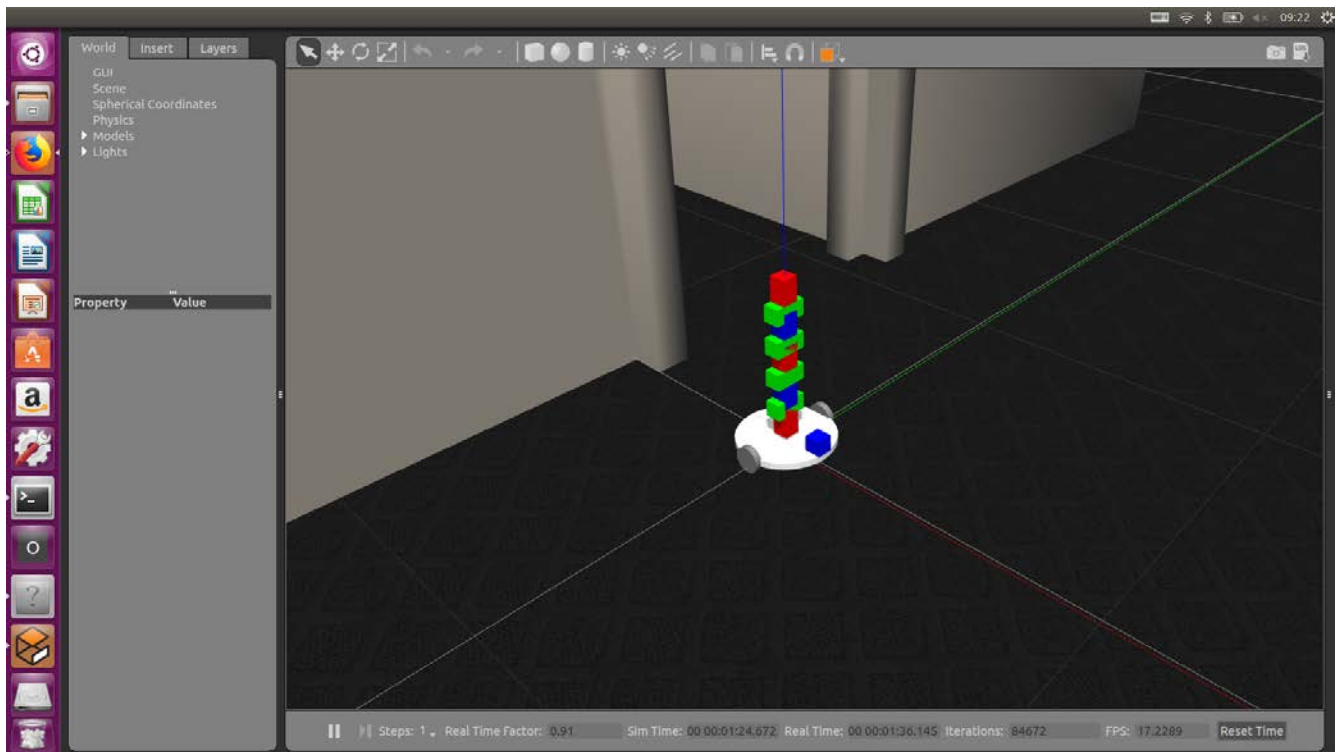 09:22
World Insert Layers
GUI
Scene
Spherical Coordinates
Physics
Models
Lights
Property Value
Steps: 1 Real Time Factor: 0.91 Sim Time: 00 00:01:24.672 Real Time: 00 00:01:36.145 Iterations: 84672 FPS: 17.2289 Reset Time